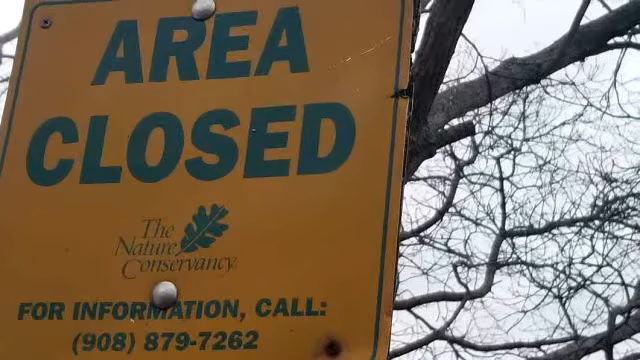 AREA
CLOSED
The
Nature
Conservancy
FOR INFORMATION, CALL:
(908) 879-7262